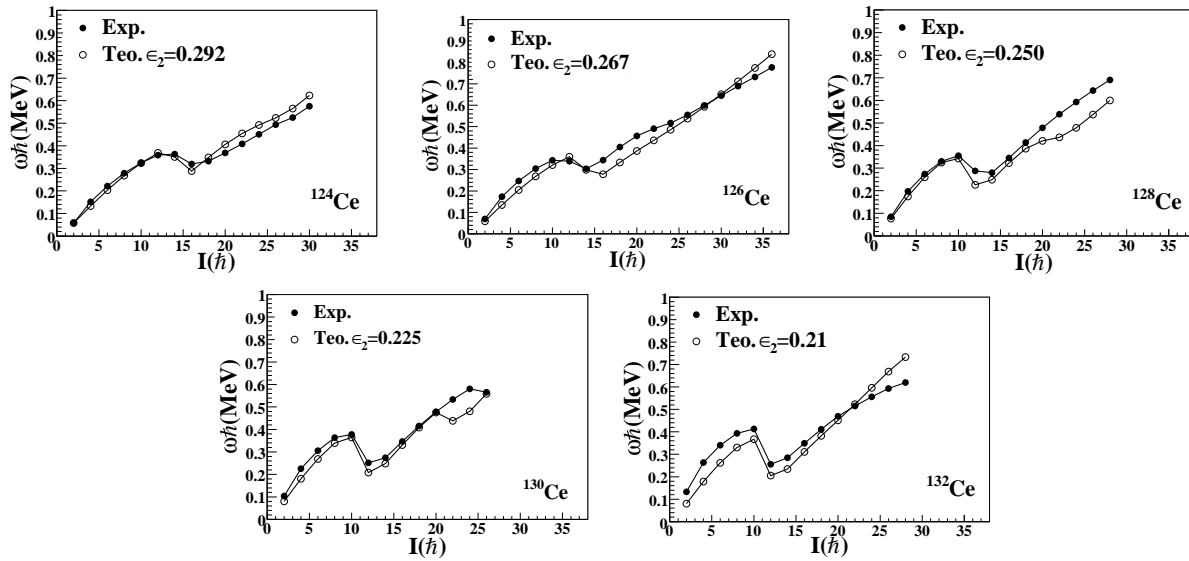 Exp.
Teo.ϵ₂=0.292
ωℏ(MeV)
1
0.9
0.8
0.7
0.6
0.5
0.4
0.3
0.2
0.1
0
¹²⁴Ce
0 5 10 15 20 25 30 35
I(ℏ)
Exp.
Teo.ϵ₂=0.267
ωℏ(MeV)
1
0.9
0.8
0.7
0.6
0.5
0.4
0.3
0.2
0.1
0
¹²⁶Ce
0 5 10 15 20 25 30 35
I(ℏ)
Exp.
Teo.ϵ₂=0.250
ωℏ(MeV)
1
0.9
0.8
0.7
0.6
0.5
0.4
0.3
0.2
0.1
0
¹²⁸Ce
0 5 10 15 20 25 30 35
I(ℏ)
Exp.
Teo.ϵ₂=0.225
ωℏ(MeV)
1
0.9
0.8
0.7
0.6
0.5
0.4
0.3
0.2
0.1
0
¹³⁰Ce
0 5 10 15 20 25 30 35
I(ℏ)
Exp.
Teo.ϵ₂=0.21
ωℏ(MeV)
1
0.9
0.8
0.7
0.6
0.5
0.4
0.3
0.2
0.1
0
¹³²Ce
0 5 10 15 20 25 30 35
I(ℏ)